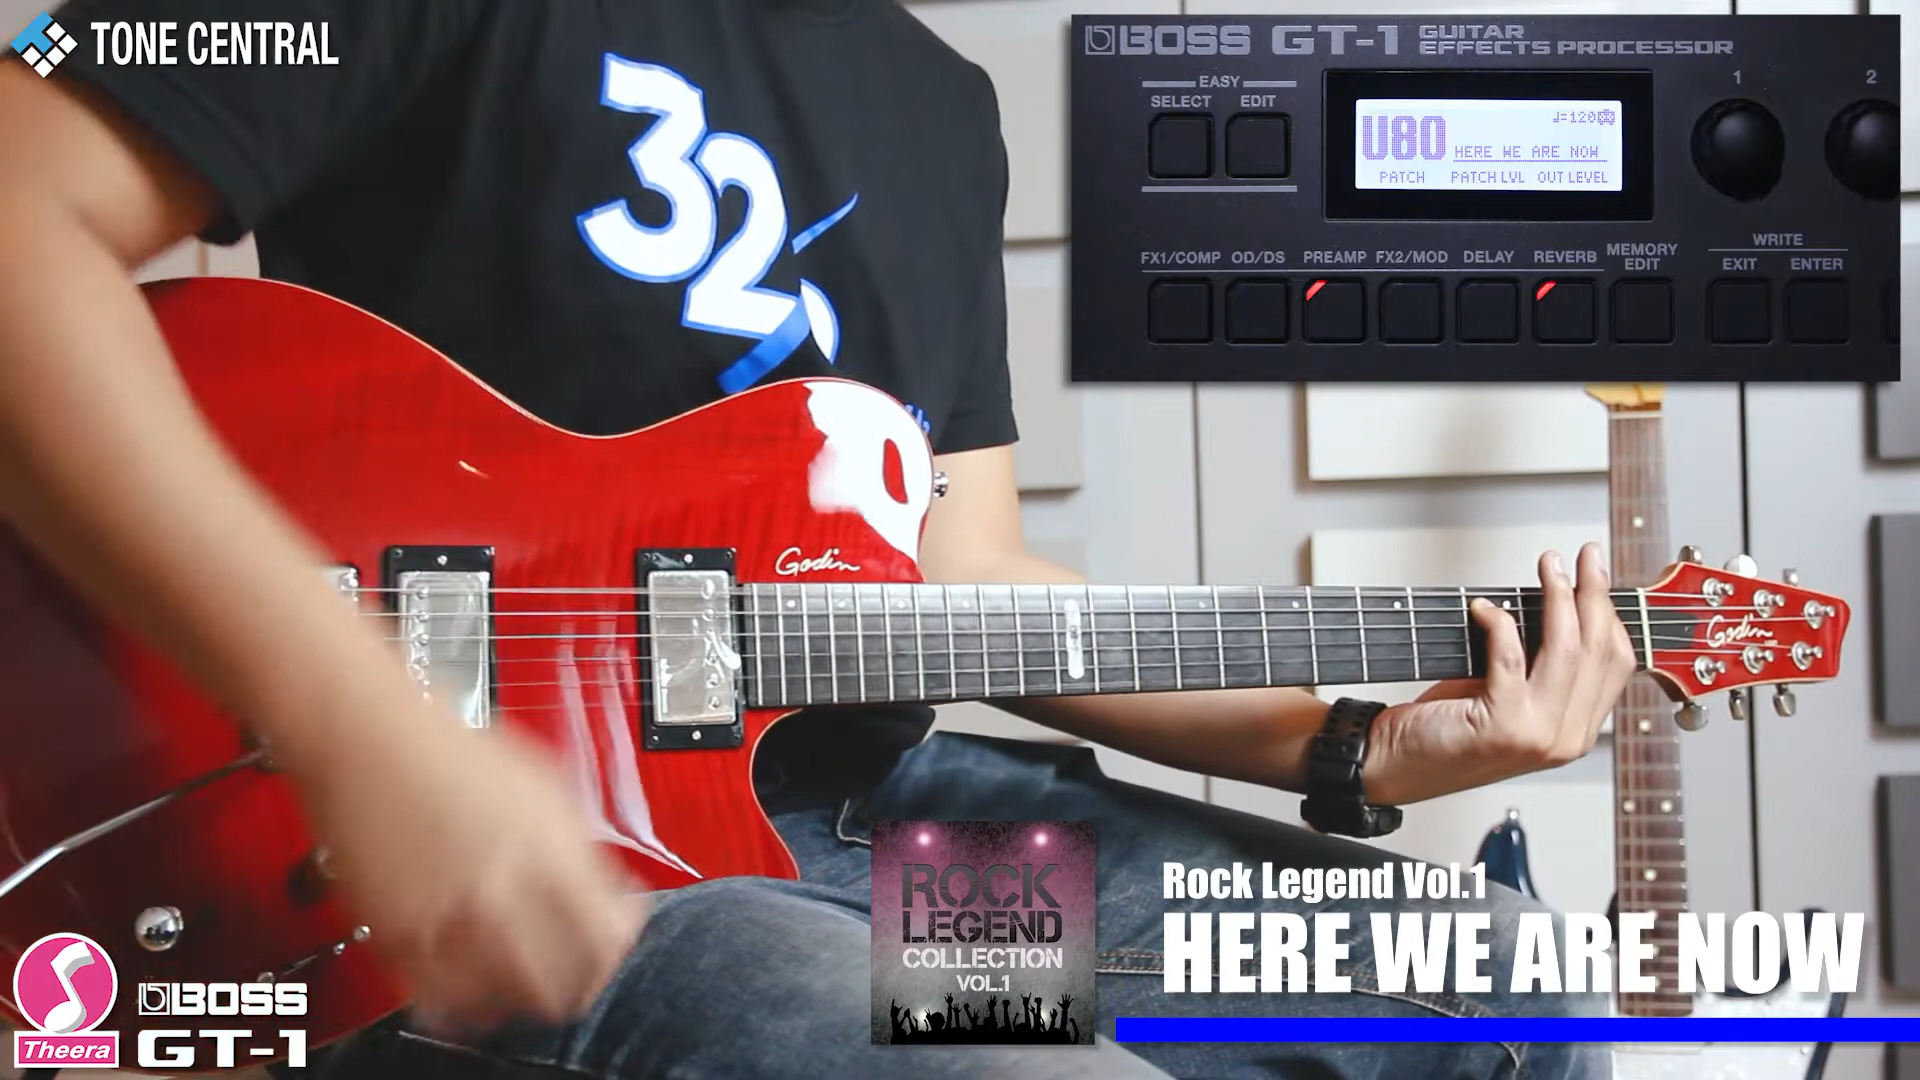 TONE CENTRAL
BOSS GT-1 GUITAR EFFECTS PROCESSOR
EASY
SELECT EDIT
1 2
♩=120
U80
HERE WE ARE NOW
PATCH PATCH LVL OUT LEVEL
FX1/COMP OD/DS PREAMP FX2/MOD DELAY REVERB MEMORY EDIT
WRITE
EXIT ENTER
32
Godin
Godin
ROCK
LEGEND
COLLECTION
VOL.1
Rock Legend Vol.1
HERE WE ARE NOW
Theera
BOSS
GT-1